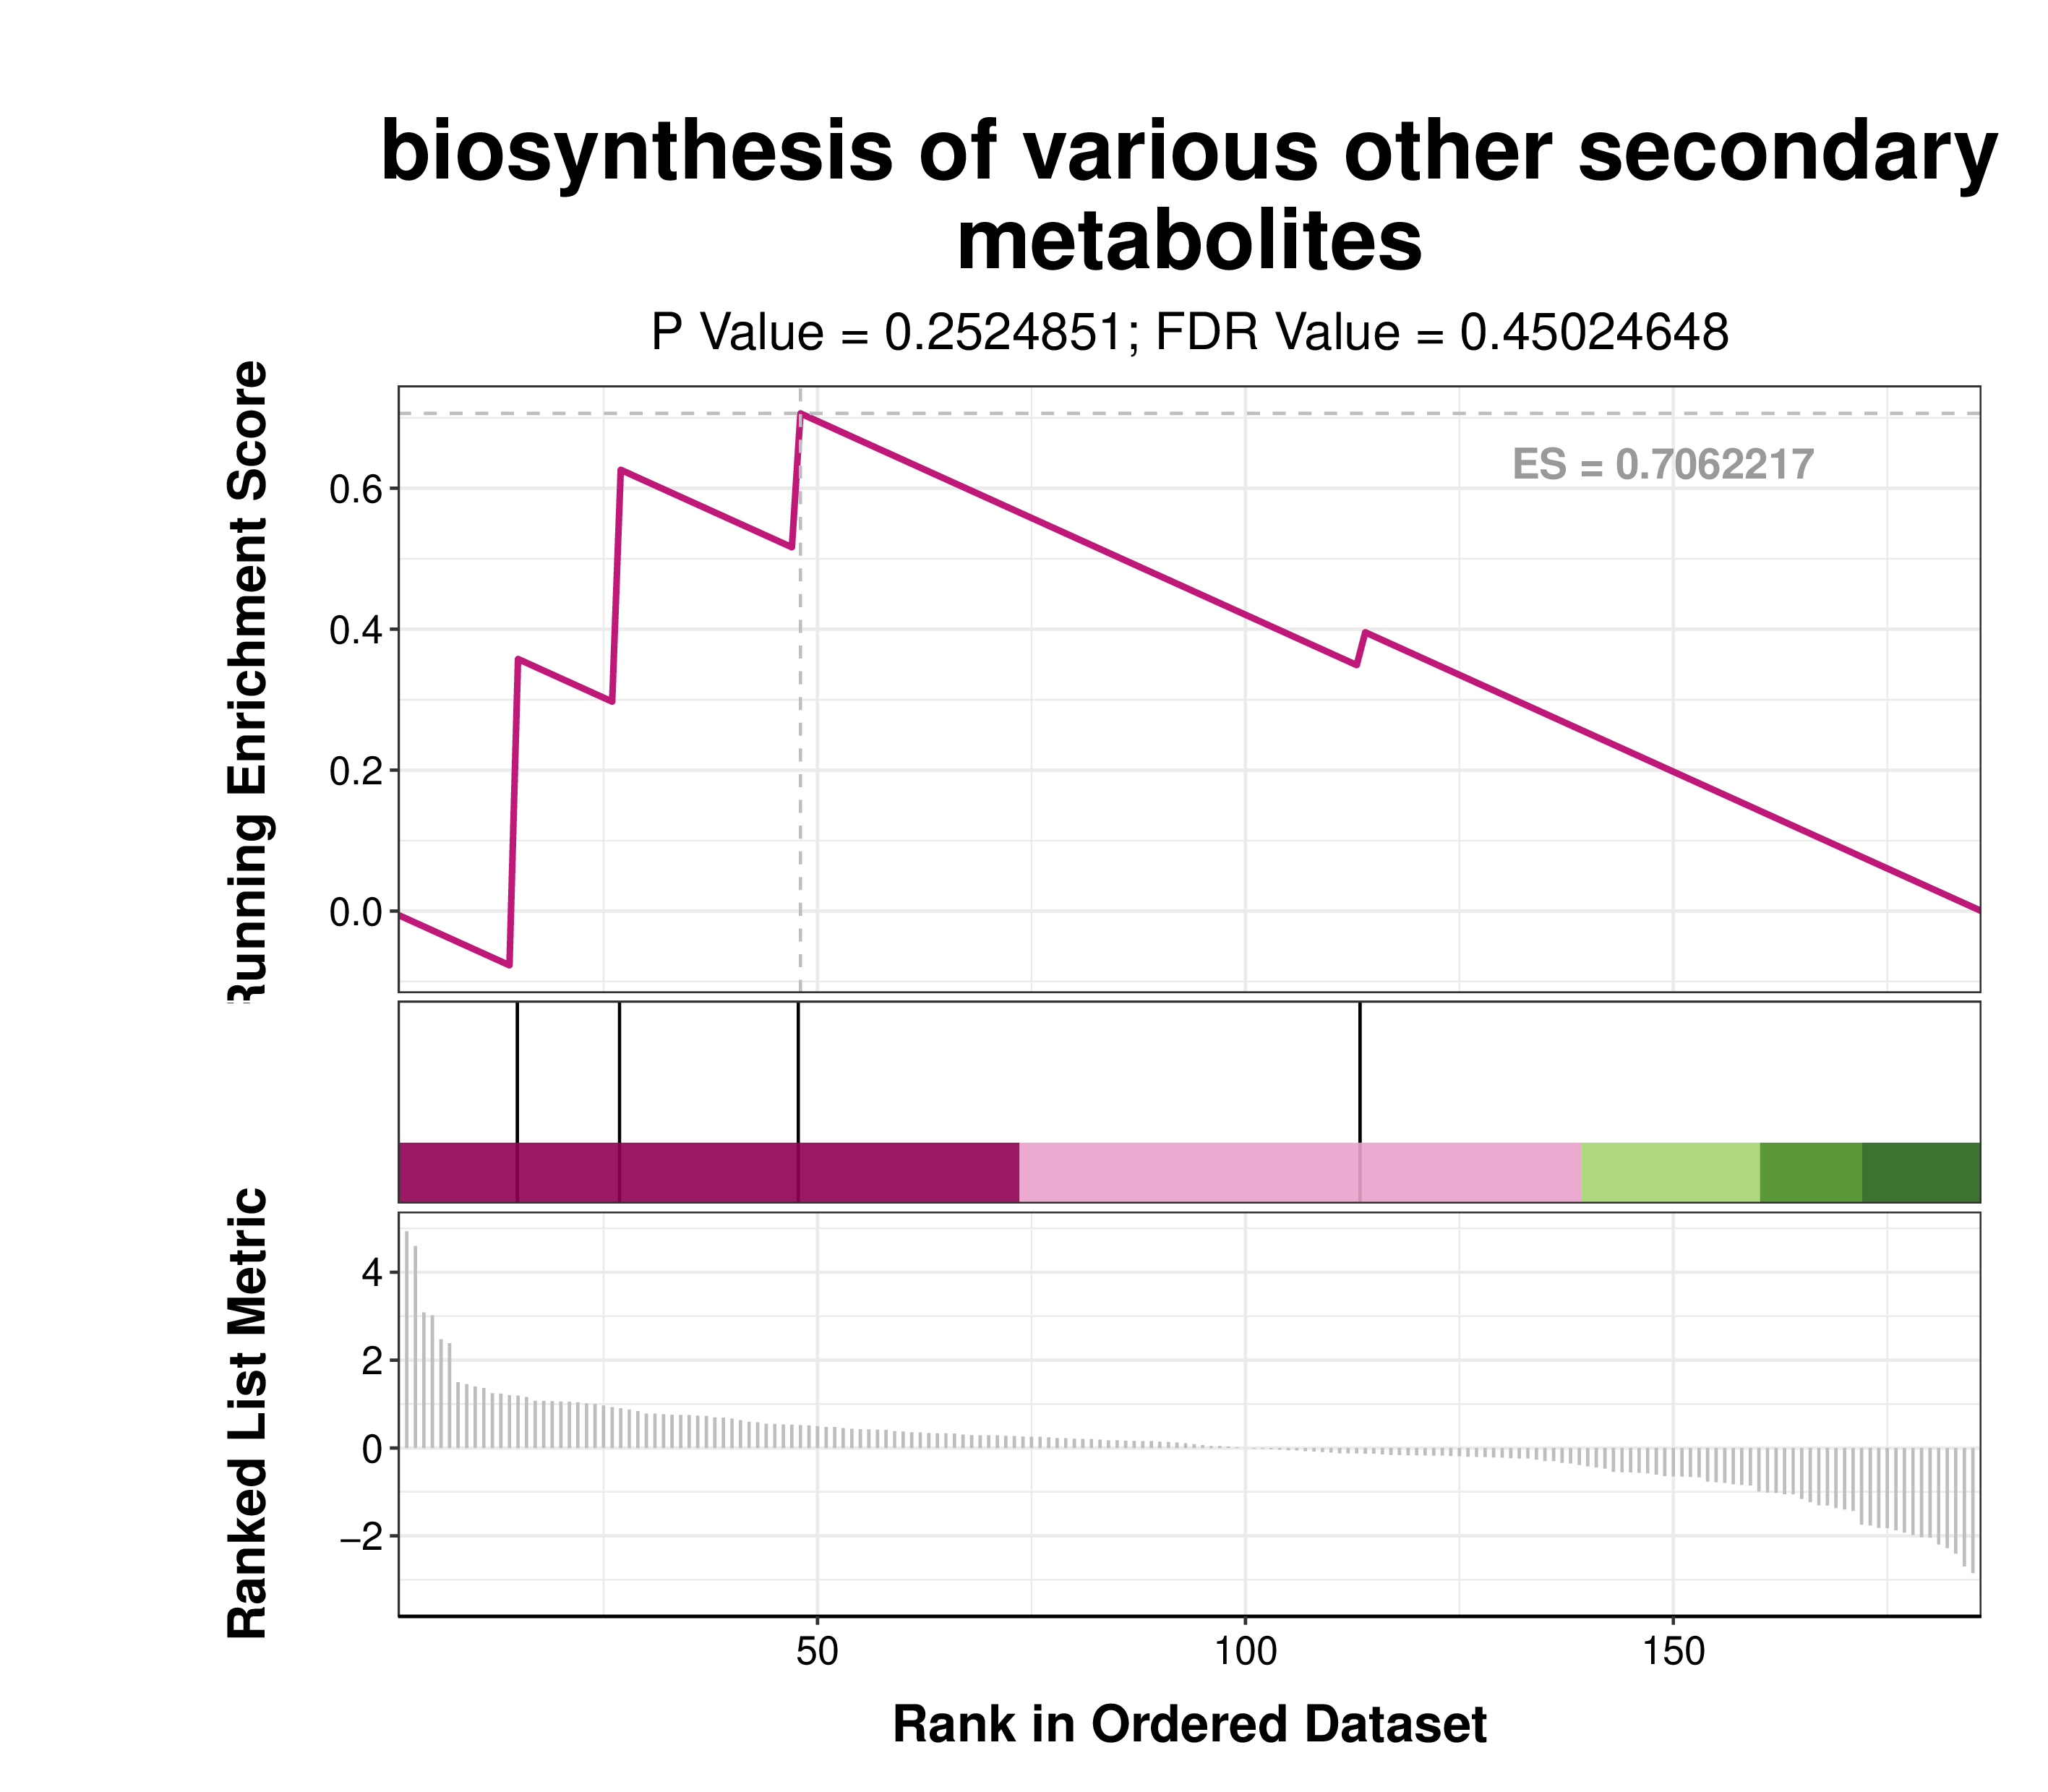 biosynthesis of various other secondary
metabolites
P Value = 0.2524851; FDR Value = 0.45024648
Running Enrichment Score
ES = 0.7062217
0.6
0.4
0.2
0.0
Ranked List Metric
4
2
0
−2
50 100 150
Rank in Ordered Dataset